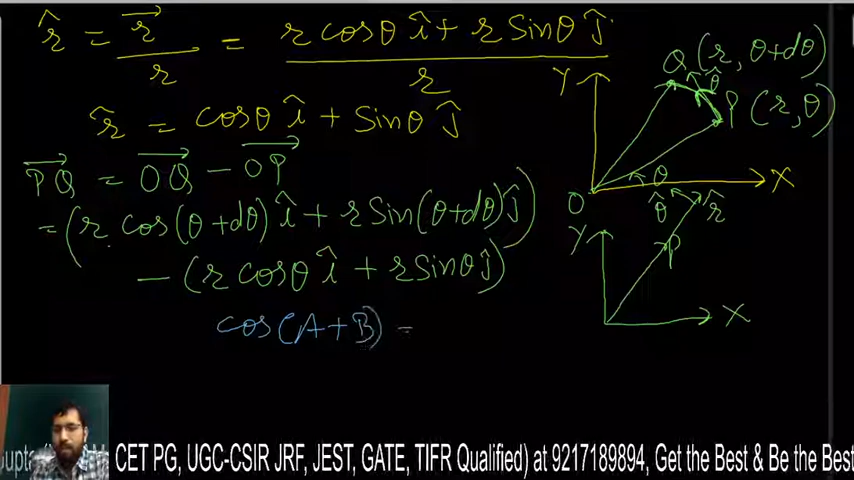 r̂ = r⃗/r = (r cosθ î + r Sinθ ĵ)/r
r̂ = cosθ î + Sinθ ĵ
PQ⃗ = OQ⃗ − OP⃗
= (r cos(θ+dθ) î + r Sin(θ+dθ) ĵ)
− (r cosθ î + r Sinθ ĵ)
cos(A+B) =
Y Q (r, θ+dθ)
θ̂
P (r, θ)
θ
O X
θ̂ r̂
Y P
X
CET PG, UGC-CSIR JRF, JEST, GATE, TIFR Qualified) at 9217189894, Get the Best & Be the Best